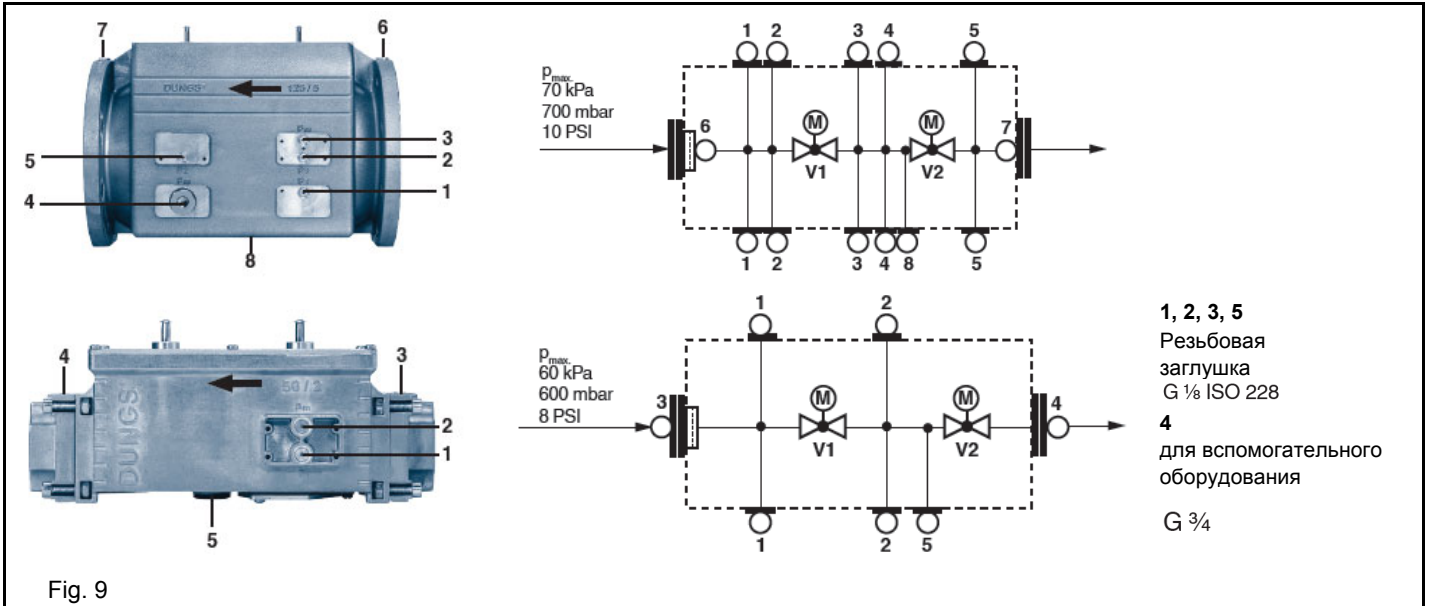 7
6
DUNGS
125/5
5
3
2
4
1
8
1 2 3 4 5
pmax.
70 kPa
700 mbar
10 PSI
6
M
M
7
V1
V2
1 2 3 4 8 5
4
3
50 / 2
DUNGS
2
1
5
1 2
pmax.
60 kPa
600 mbar
8 PSI
3
M
M
4
V1
V2
1 2 5
1, 2, 3, 5
Резьбовая
заглушка
G ⅛ ISO 228
4
для вспомогательного
оборудования
G ¾
Fig. 9